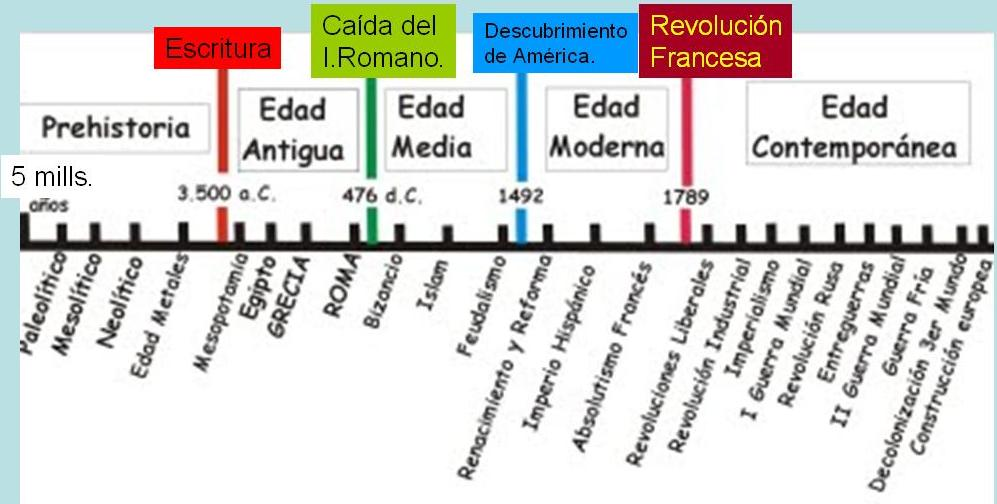 Escritura
Caída del
I.Romano.
Descubrimiento
de América.
Revolución
Francesa
Prehistoria
Edad
Antigua
Edad
Media
Edad
Moderna
Edad
Contemporánea
5 mills.
años
3.500 a.C.
476 d.C.
1492
1789
Paleolítico
Mesolítico
Neolítico
Edad Metales
Mesopotamia
Egipto
GRECIA
ROMA
Bizancio
Islam
Feudalismo
Renacimiento y Reforma
Imperio Hispánico
Absolutismo Francés
Revoluciones Liberales
Revolución Industrial
Imperialismo
I Guerra Mundial
Revolución Rusa
Entreguerras
II Guerra Mundial
Guerra Fría
Decolonización 3er Mundo
Construcción europea